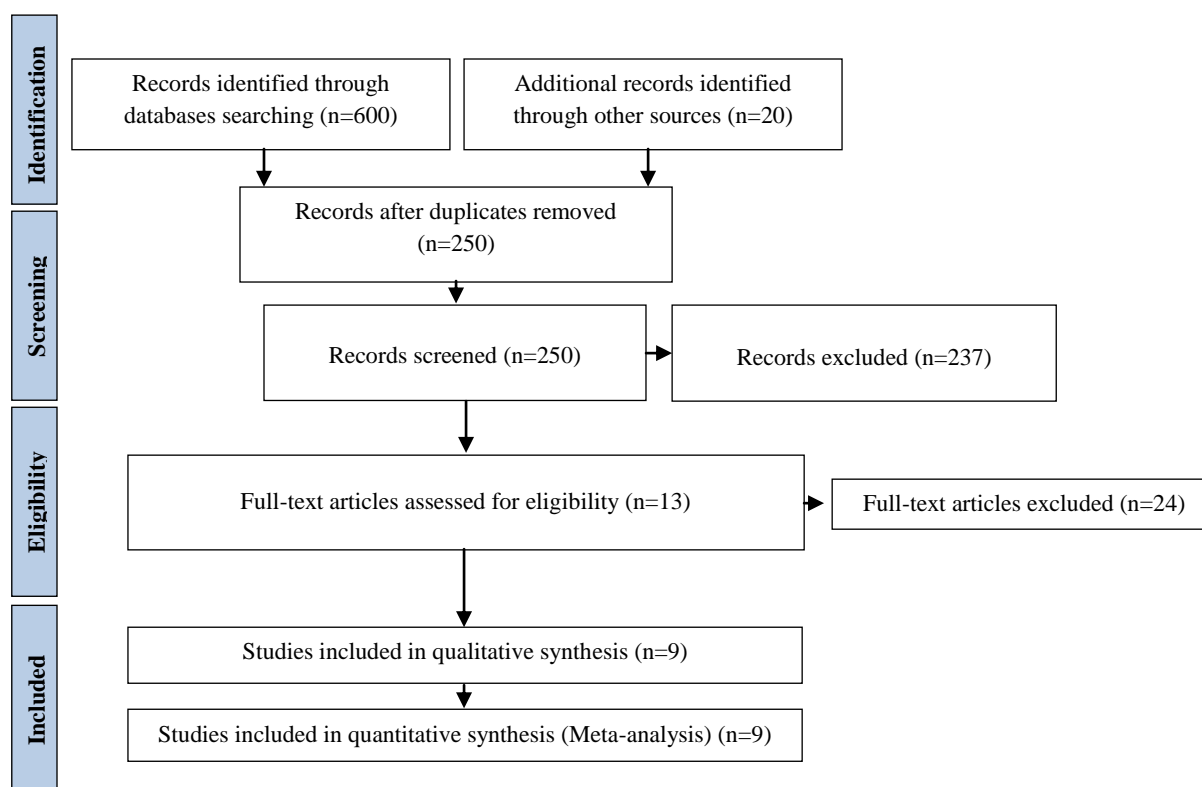 Identification
Records identified through
databases searching (n=600)
Additional records identified
through other sources (n=20)
Screening
Records after duplicates removed
(n=250)
Records screened (n=250)
Records excluded (n=237)
Eligibility
Full-text articles assessed for eligibility (n=13)
Full-text articles excluded (n=24)
Included
Studies included in qualitative synthesis (n=9)
Studies included in quantitative synthesis (Meta-analysis) (n=9)